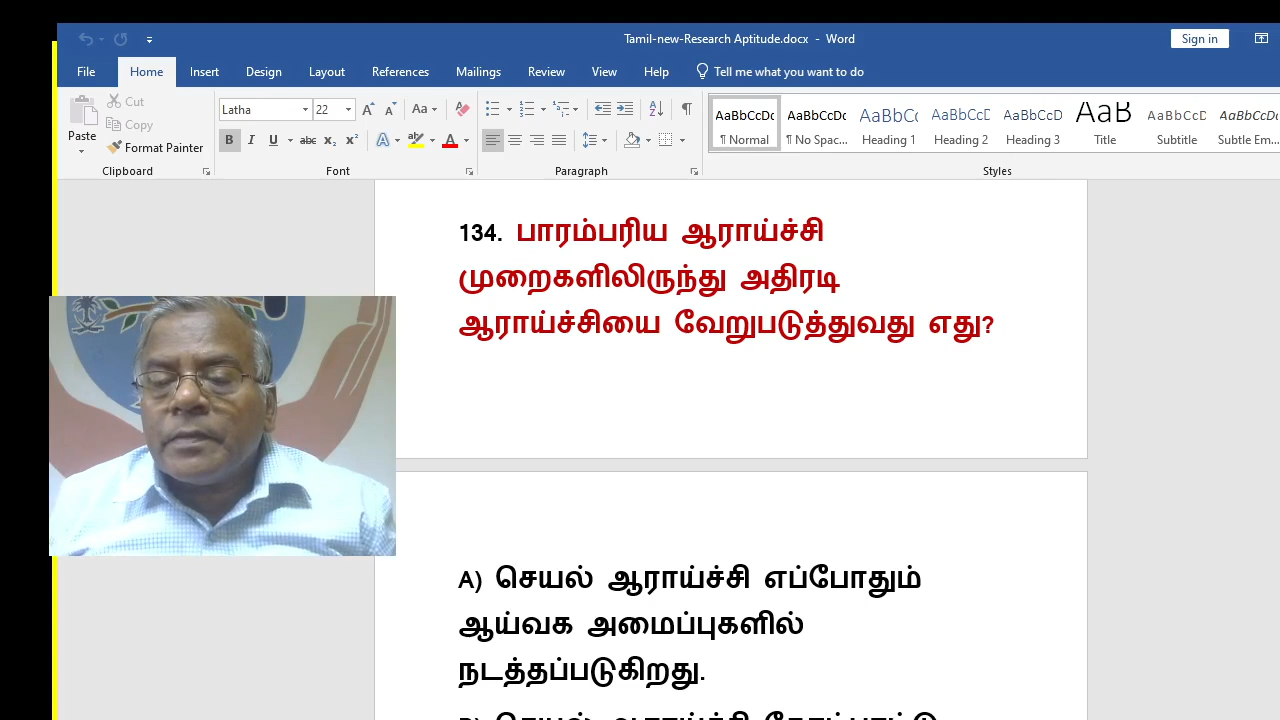 Tamil-new-Research Aptitude.docx - Word
Sign in
File Home Insert Design Layout References Mailings Review View Help Tell me what you want to do
Paste
Cut
Copy
Format Painter
Clipboard
Latha 22
Font
Paragraph
AaBbCcDc AaBbCcDc AaBbCc AaBbCcD AaBbCcD AaB AaBbCcD AaBbCcDc
¶ Normal ¶ No Spac... Heading 1 Heading 2 Heading 3 Title Subtitle Subtle Em...
Styles
134. பாரம்பரிய ஆராய்ச்சி
முறைகளிலிருந்து அதிரடி
ஆராய்ச்சியை வேறுபடுத்துவது எது?
A) செயல் ஆராய்ச்சி எப்போதும்
ஆய்வக அமைப்புகளில்
நடத்தப்படுகிறது.